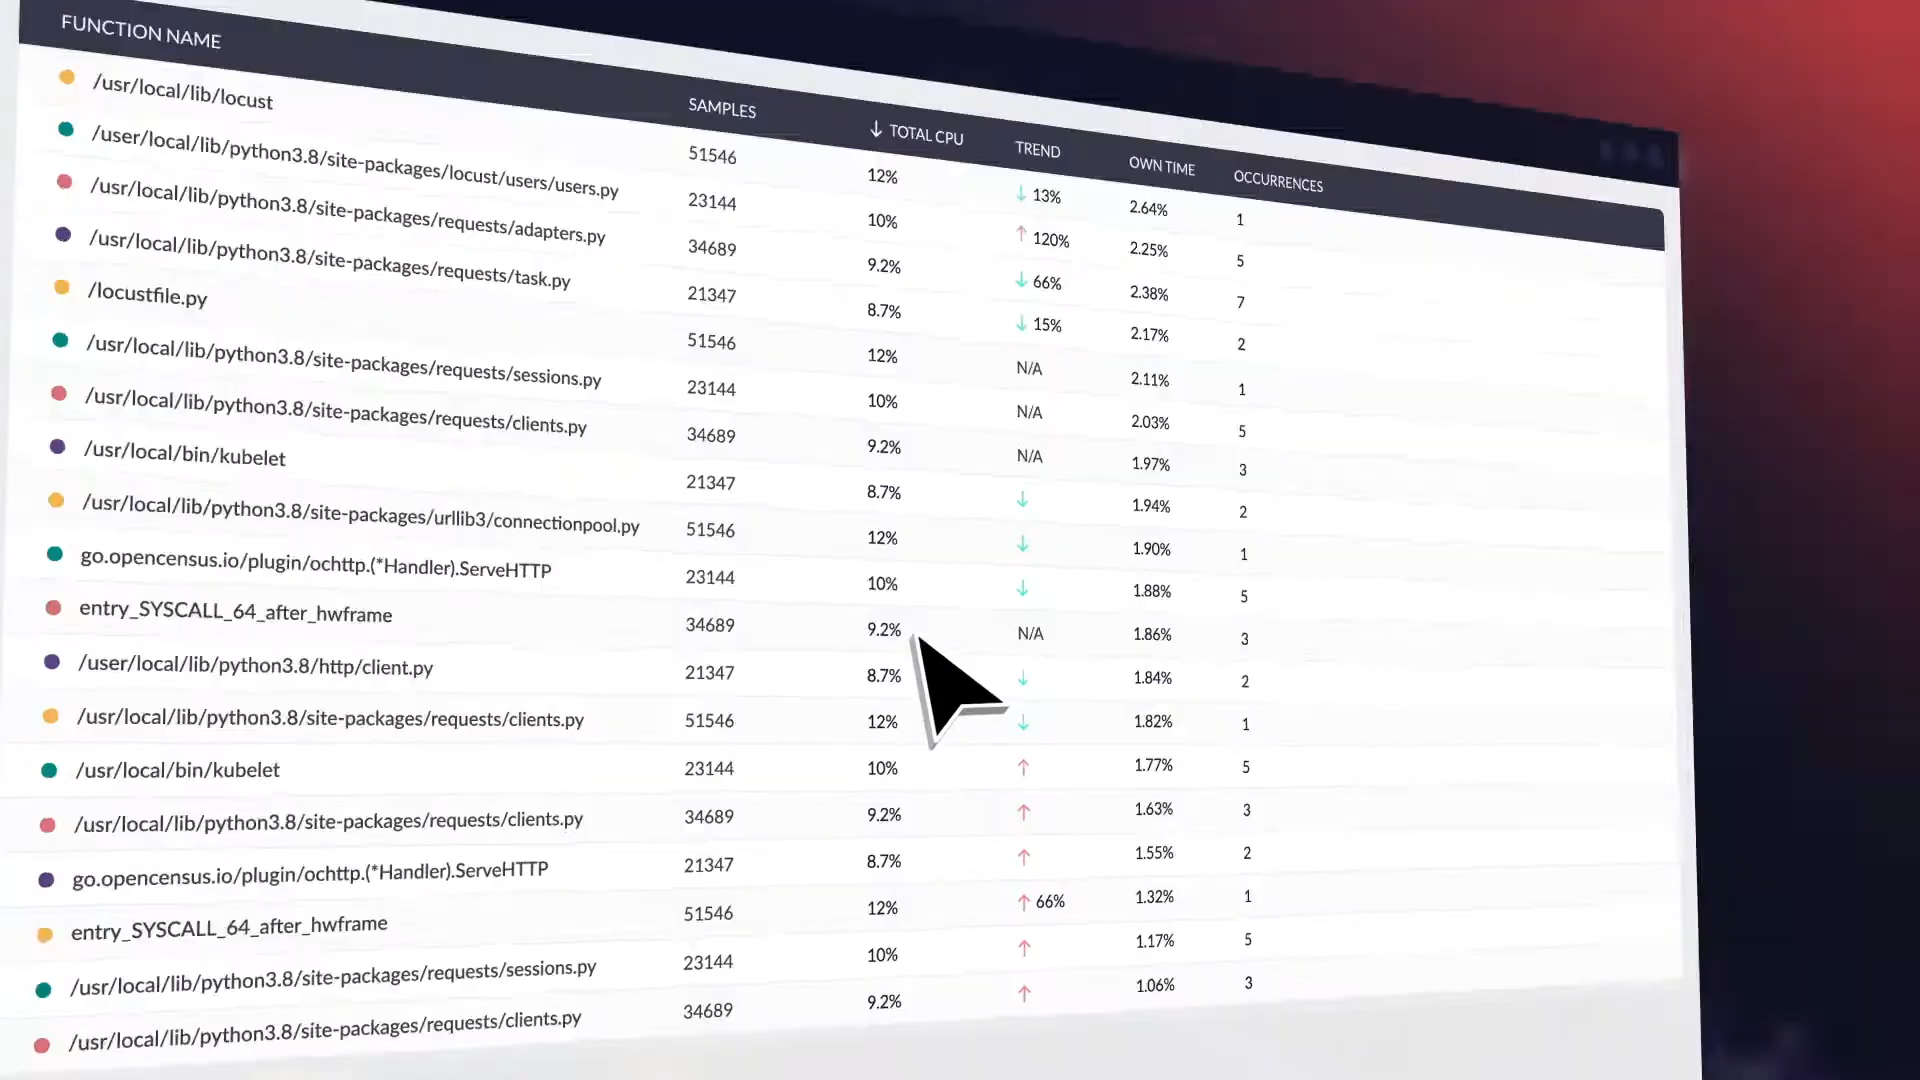 FUNCTION NAME SAMPLES ↓ TOTAL CPU TREND OWN TIME OCCURRENCES
/usr/local/lib/locust 51546 12% ↓ 13% 2.64% 1
/user/local/lib/python3.8/site-packages/locust/users/users.py 23144 10% ↑ 120% 2.25% 5
/usr/local/lib/python3.8/site-packages/requests/adapters.py 34689 9.2% ↓ 66% 2.38% 7
/usr/local/lib/python3.8/site-packages/requests/task.py 21347 8.7% ↓ 15% 2.17% 2
/locustfile.py 51546 12% N/A 2.11% 1
/usr/local/lib/python3.8/site-packages/requests/sessions.py 23144 10% N/A 2.03% 5
/usr/local/lib/python3.8/site-packages/requests/clients.py 34689 9.2% N/A 1.97% 3
/usr/local/bin/kubelet 21347 8.7% ↓ 1.94% 2
/usr/local/lib/python3.8/site-packages/urllib3/connectionpool.py 51546 12% ↓ 1.90% 1
go.opencensus.io/plugin/ochttp.(*Handler).ServeHTTP 23144 10% ↓ 1.88% 5
entry_SYSCALL_64_after_hwframe 34689 9.2% N/A 1.86% 3
/user/local/lib/python3.8/http/client.py 21347 8.7% ↓ 1.84% 2
/usr/local/lib/python3.8/site-packages/requests/clients.py 51546 12% ↓ 1.82% 1
/usr/local/bin/kubelet 23144 10% ↑ 1.77% 5
/usr/local/lib/python3.8/site-packages/requests/clients.py 34689 9.2% ↑ 1.63% 3
go.opencensus.io/plugin/ochttp.(*Handler).ServeHTTP 21347 8.7% ↑ 1.55% 2
entry_SYSCALL_64_after_hwframe 51546 12% ↑ 66% 1.32% 1
/usr/local/lib/python3.8/site-packages/requests/sessions.py 23144 10% ↑ 1.17% 5
/usr/local/lib/python3.8/site-packages/requests/clients.py 34689 9.2% ↑ 1.06% 3